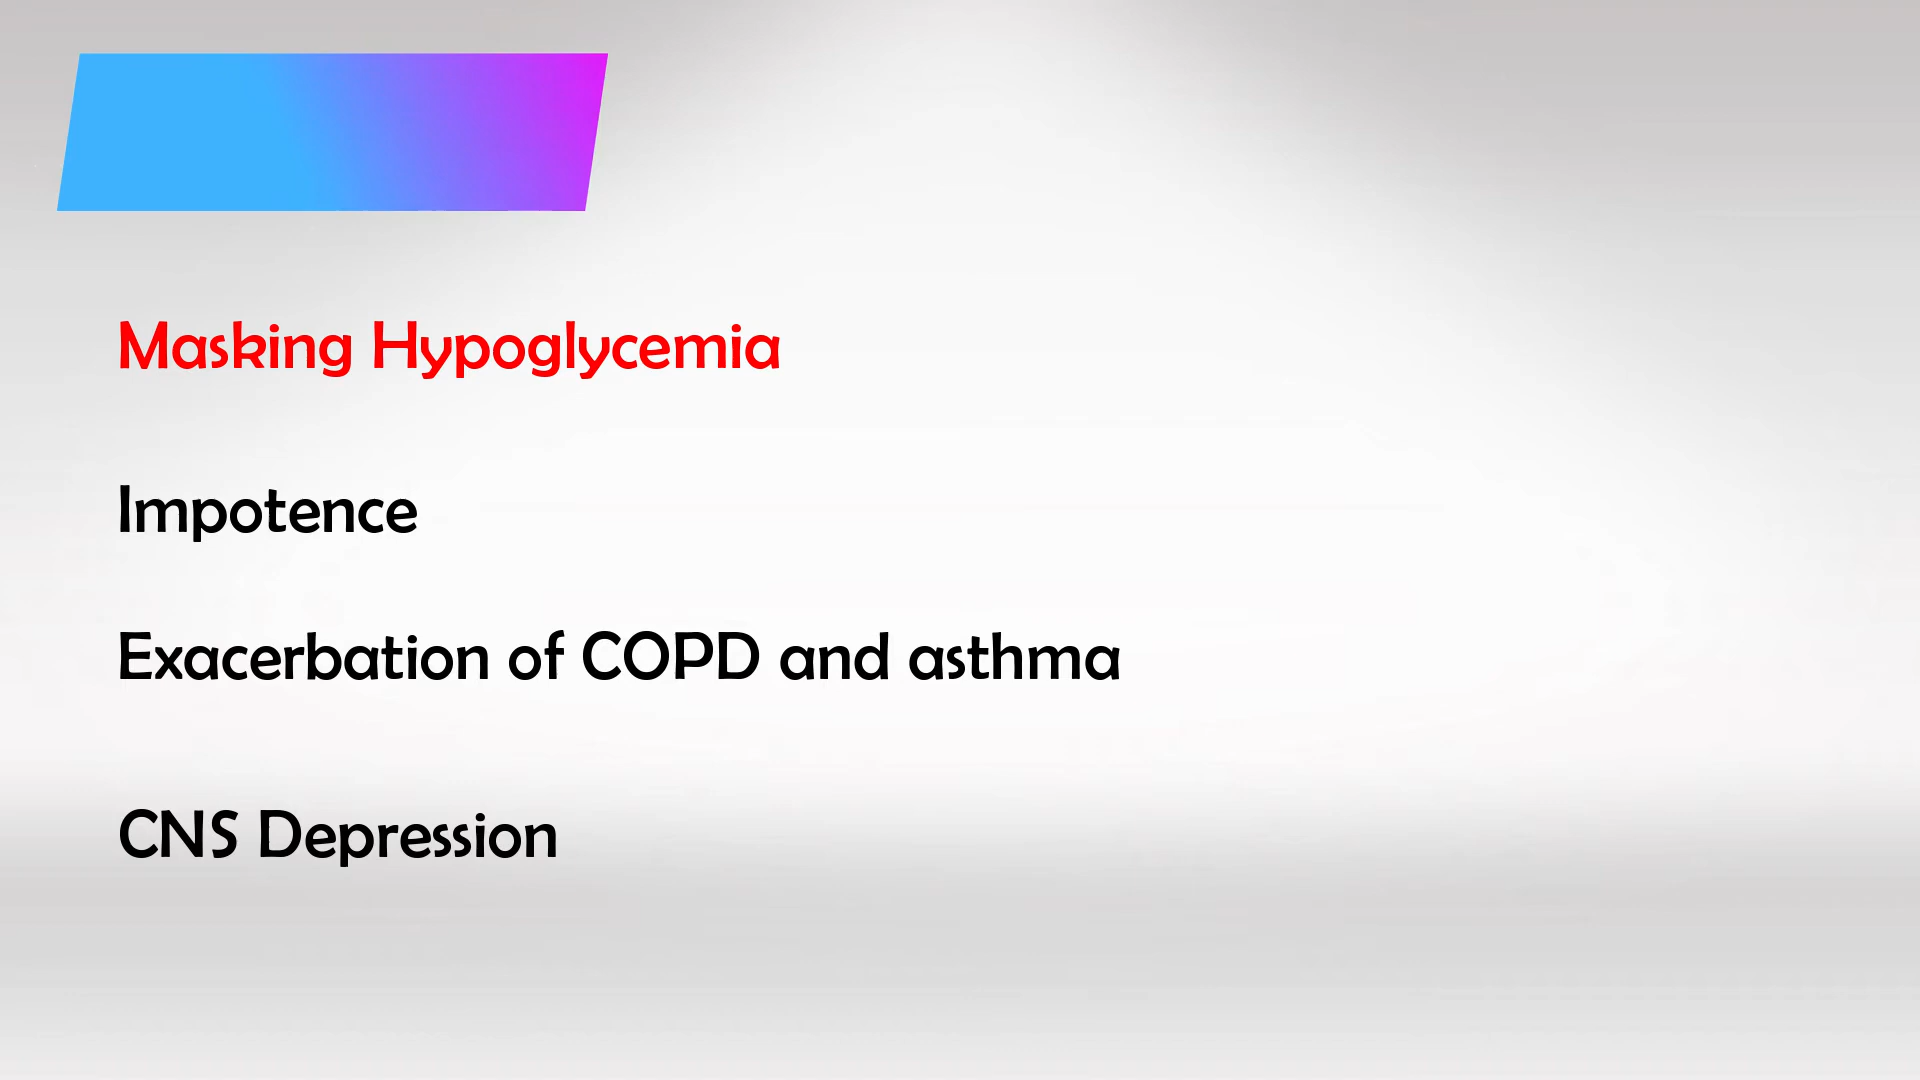 Masking Hypoglycemia
Impotence
Exacerbation of COPD and asthma
CNS Depression